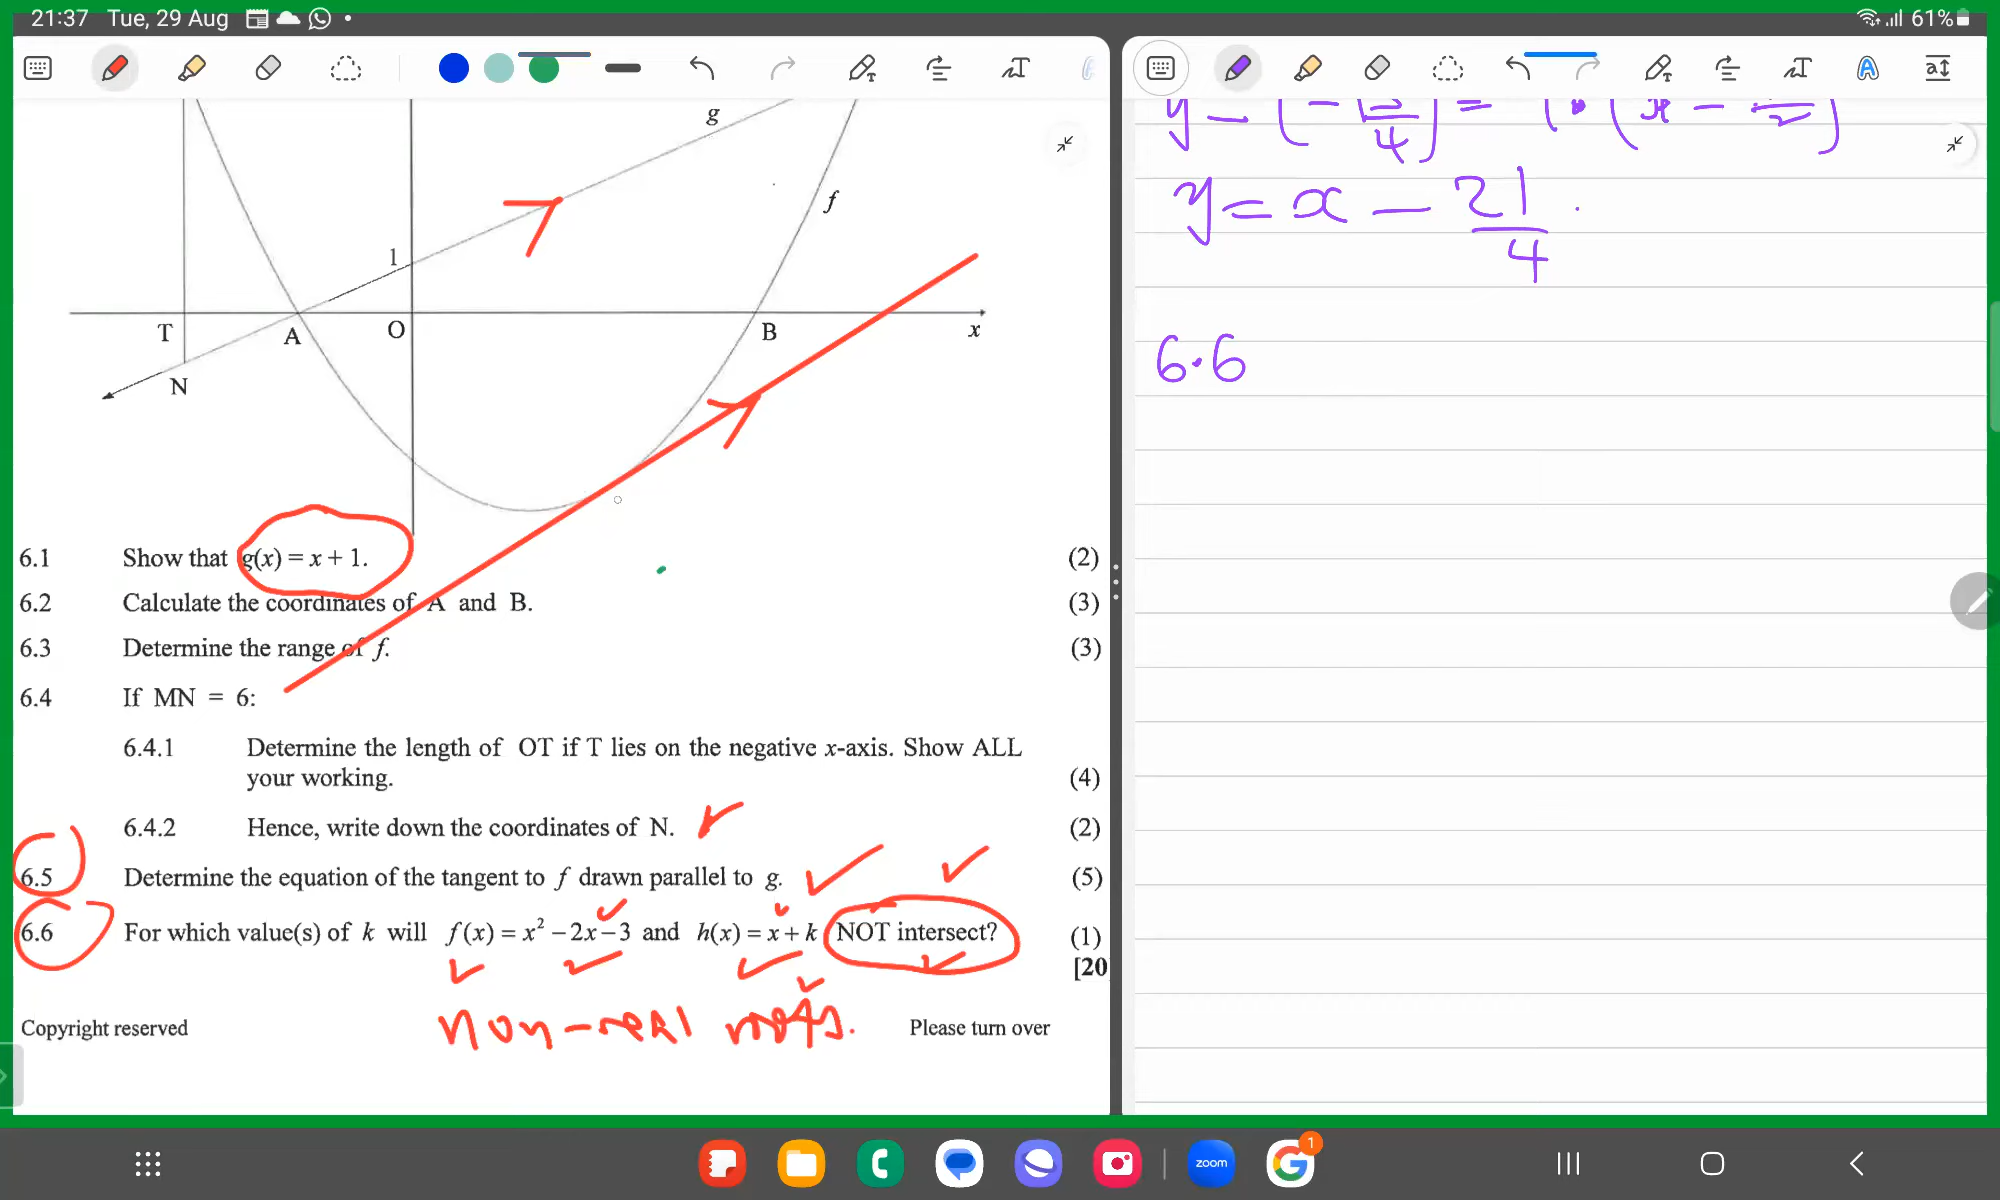 21:37 Tue, 29 Aug
61%
g
f
1
T
A
O
B
x
N
6.1 Show that g(x) = x + 1. (2)
6.2 Calculate the coordinates of A and B. (3)
6.3 Determine the range of f. (3)
6.4 If MN = 6:
6.4.1 Determine the length of OT if T lies on the negative x-axis. Show ALL
your working. (4)
6.4.2 Hence, write down the coordinates of N. (2)
6.5 Determine the equation of the tangent to f drawn parallel to g. (5)
6.6 For which value(s) of k will f(x) = x² − 2x − 3 and h(x) = x + k NOT intersect? (1)
[20
non-real roots.
Copyright reserved Please turn over
y = x − 21/4
6.6
zoom
1